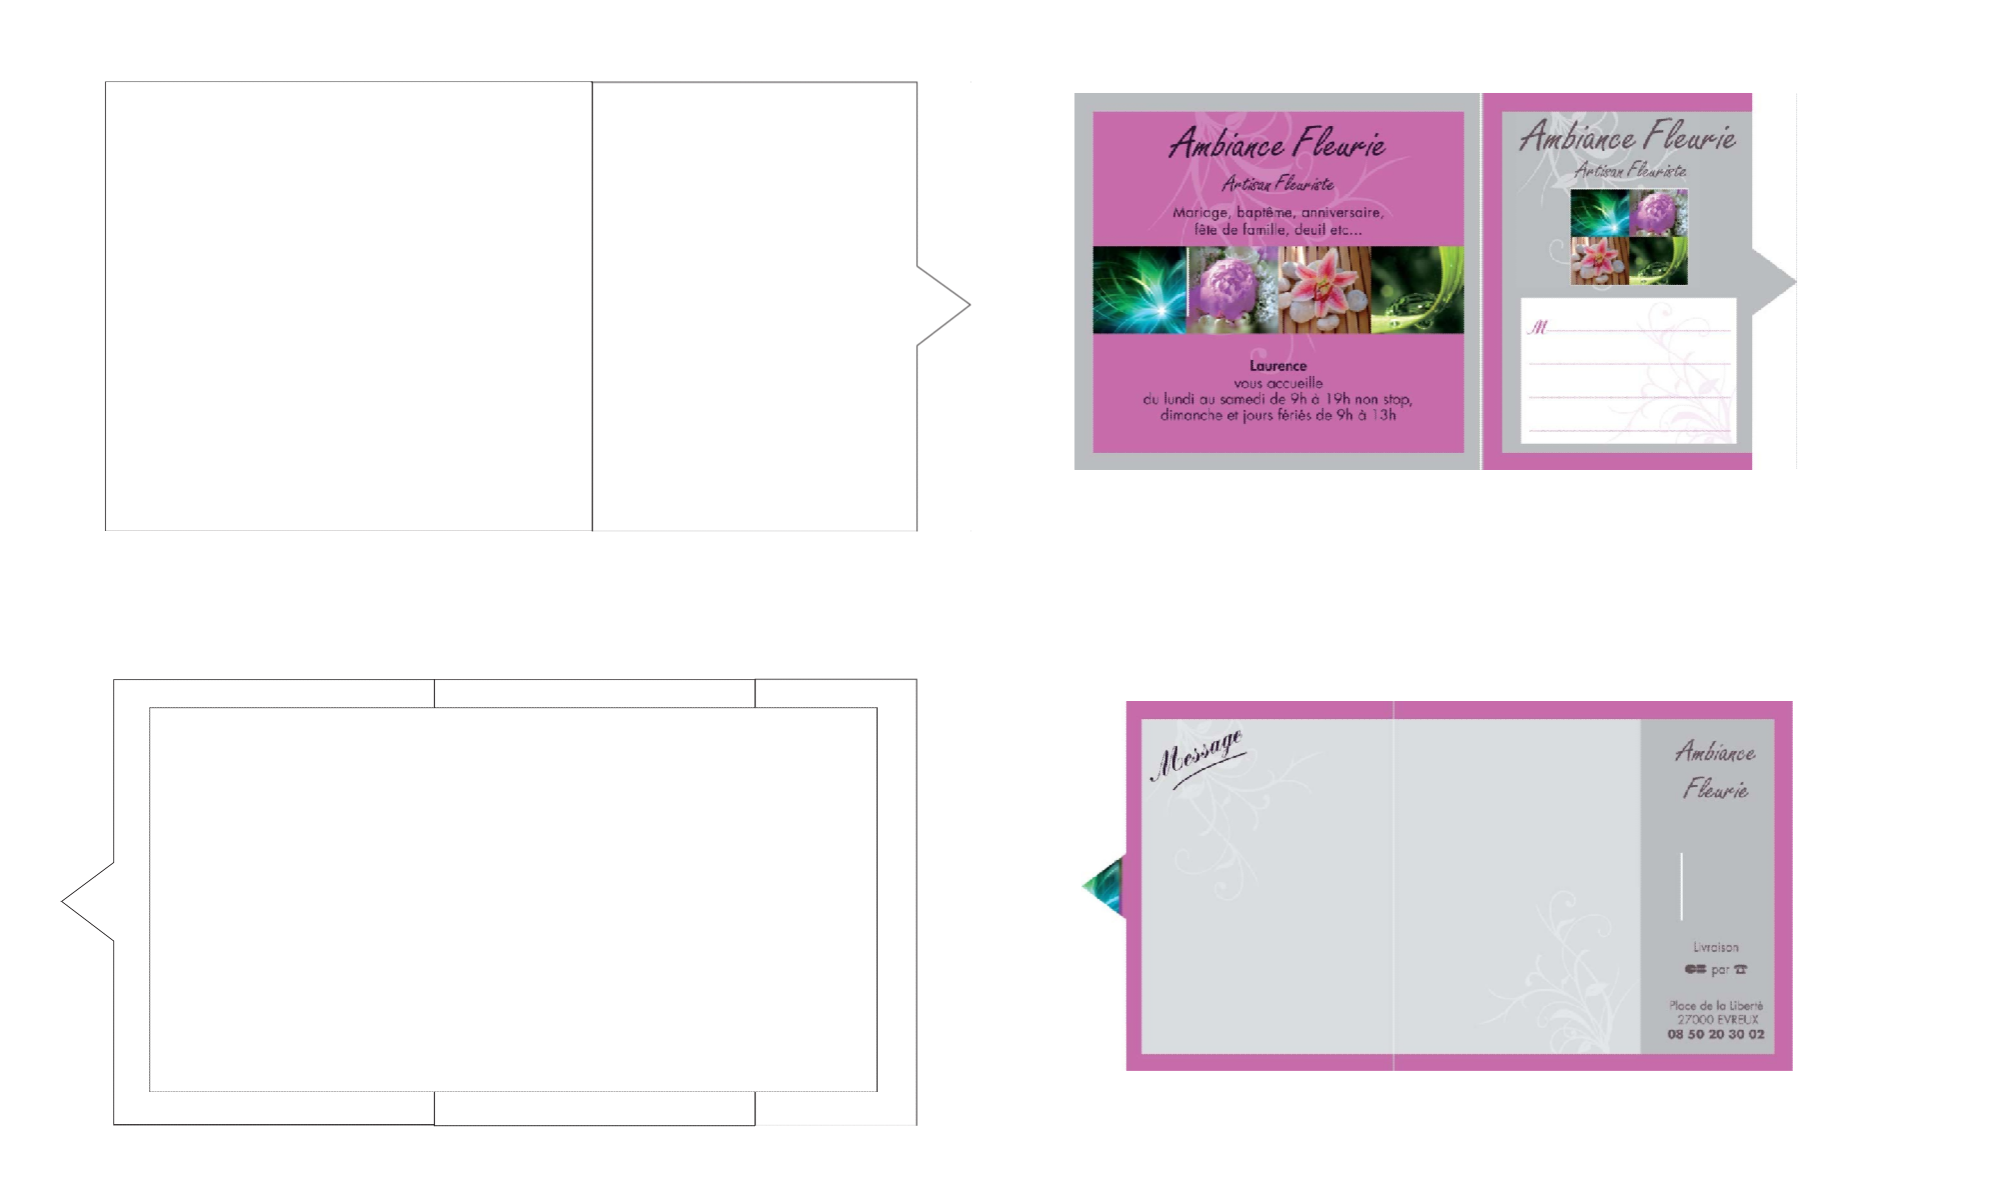 Ambiance Fleurie
Artisan Fleuriste
Mariage, baptême, anniversaire,
fête de famille, deuil etc...
Laurence
vous accueille
du lundi au samedi de 9h à 19h non stop,
dimanche et jours fériés de 9h à 13h
Ambiance Fleurie
Artisan Fleuriste
M
Message
Ambiance
Fleurie
Livraison
CB par ☎
Place de la Liberté
27000 EVREUX
08 50 20 30 02